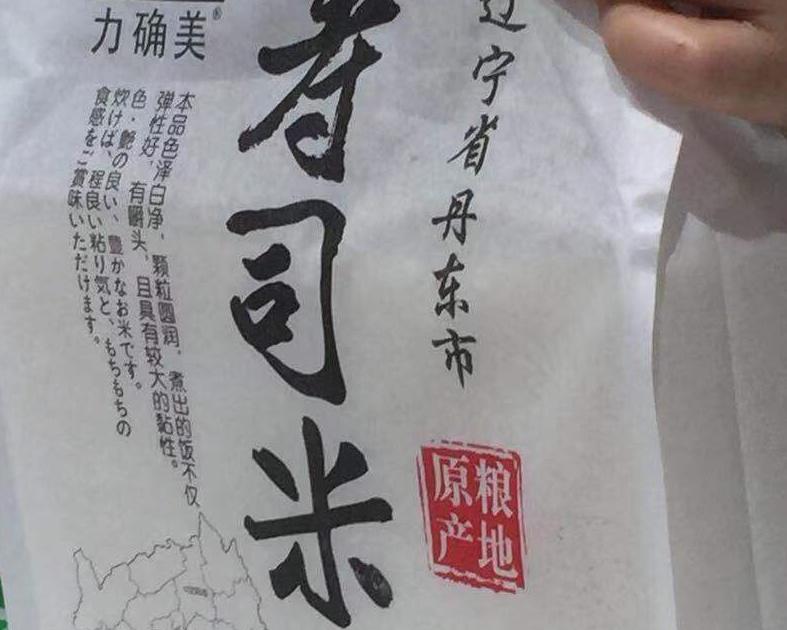 力确美®
寿司米
辽宁省丹东市
原粮
产地
本品色泽白净，颗粒圆润，煮出的饭不仅
弹性好，有嚼头，且具有较大的黏性。
色・艶の良い、豊かなお米です。
炊けば、程良い粘り気と、もちもちの
食感をご賞味いただけます。